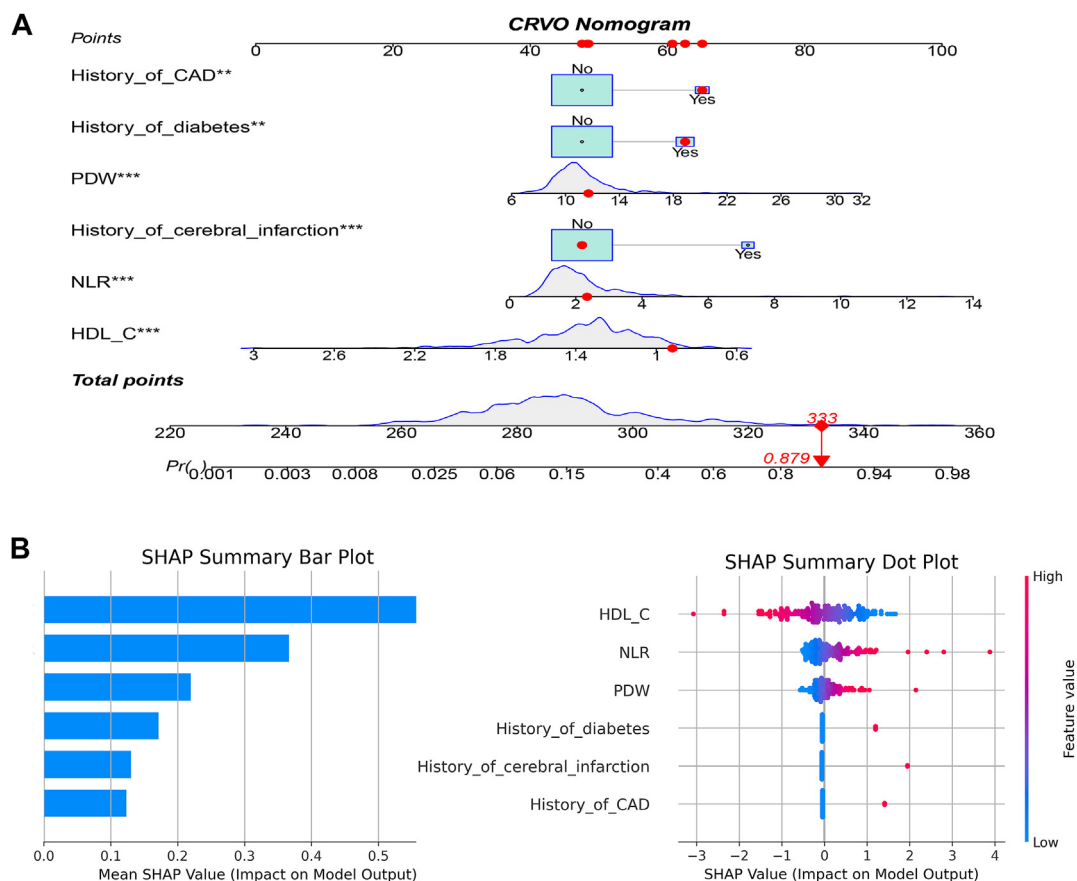 A
CRVO Nomogram
Points
0 20 40 60 80 100
History_of_CAD**
No
Yes
History_of_diabetes**
No
Yes
PDW***
6 10 14 18 22 26 30 32
History_of_cerebral_infarction***
No
Yes
NLR***
0 2 4 6 8 10 12 14
HDL_C***
3 2.6 2.2 1.8 1.4 1 0.6
Total points
333
220 240 260 280 300 320 340 360
0.879
Pr( )
0.001 0.003 0.008 0.025 0.06 0.15 0.4 0.6 0.8 0.94 0.98
B
SHAP Summary Bar Plot
0.0 0.1 0.2 0.3 0.4 0.5
Mean SHAP Value (Impact on Model Output)
SHAP Summary Dot Plot
High
HDL_C
NLR
PDW
History_of_diabetes
History_of_cerebral_infarction
History_of_CAD
Feature value
Low
−3 −2 −1 0 1 2 3 4
SHAP Value (Impact on Model Output)